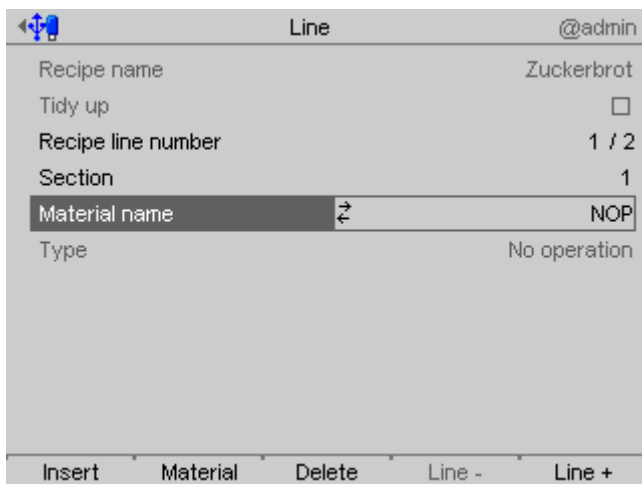 Line @admin
Recipe name Zuckerbrot
Tidy up
Recipe line number 1 / 2
Section 1
Material name NOP
Type No operation
Insert Material Delete Line - Line +